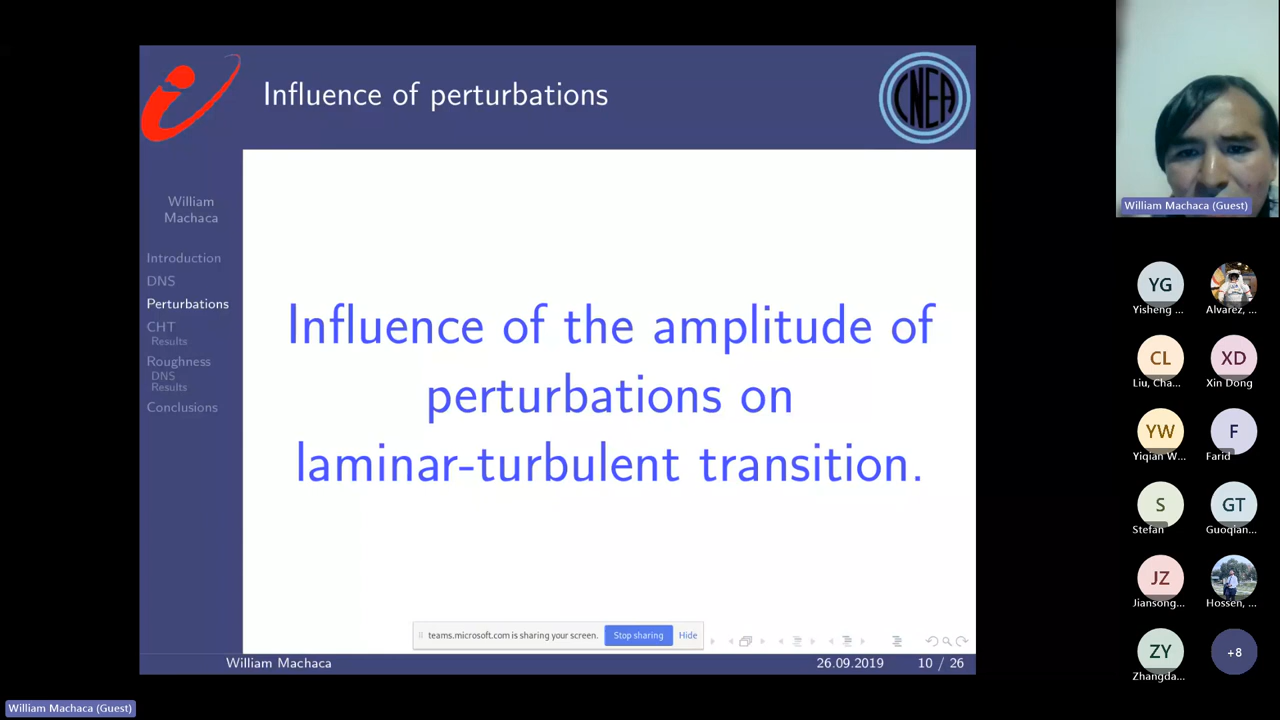 Influence of perturbations
CNEA
William
Machaca
Introduction
DNS
Perturbations
CHT
Results
Roughness
DNS
Results
Conclusions
Influence of the amplitude of
perturbations on
laminar-turbulent transition.
teams.microsoft.com is sharing your screen.
Stop sharing
Hide
William Machaca
26.09.2019
10 / 26
William Machaca (Guest)
YG
Yisheng ...
Alvarez, ...
CL
Liu, Cha...
XD
Xin Dong
YW
Yiqian W...
F
Farid
S
Stefan
GT
Guoqian...
JZ
Jiansong...
Hossen, ...
ZY
Zhangda...
+8
William Machaca (Guest)